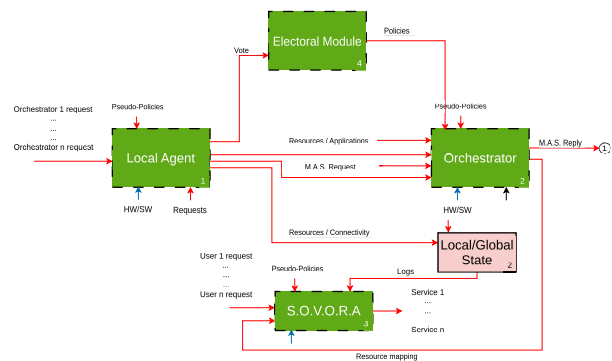 Electoral Module
4
Policies
Vote
Orchestrator 1 request
...
...
...
Orchetrator n request
Pseudo-Policies
Local Agent
1
HW/SW
Requests
Resources / Applications
M.A.S. Request
Pseudo-Policies
Orchestrator
2
M.A.S. Reply
1
HW/SW
Resources / Connectivity
Local/Global
State
2
Logs
User 1 request
...
...
User n request
Pseudo-Policies
S.O.V.O.R.A
3
Service 1
...
...
Service n
Resource mapping